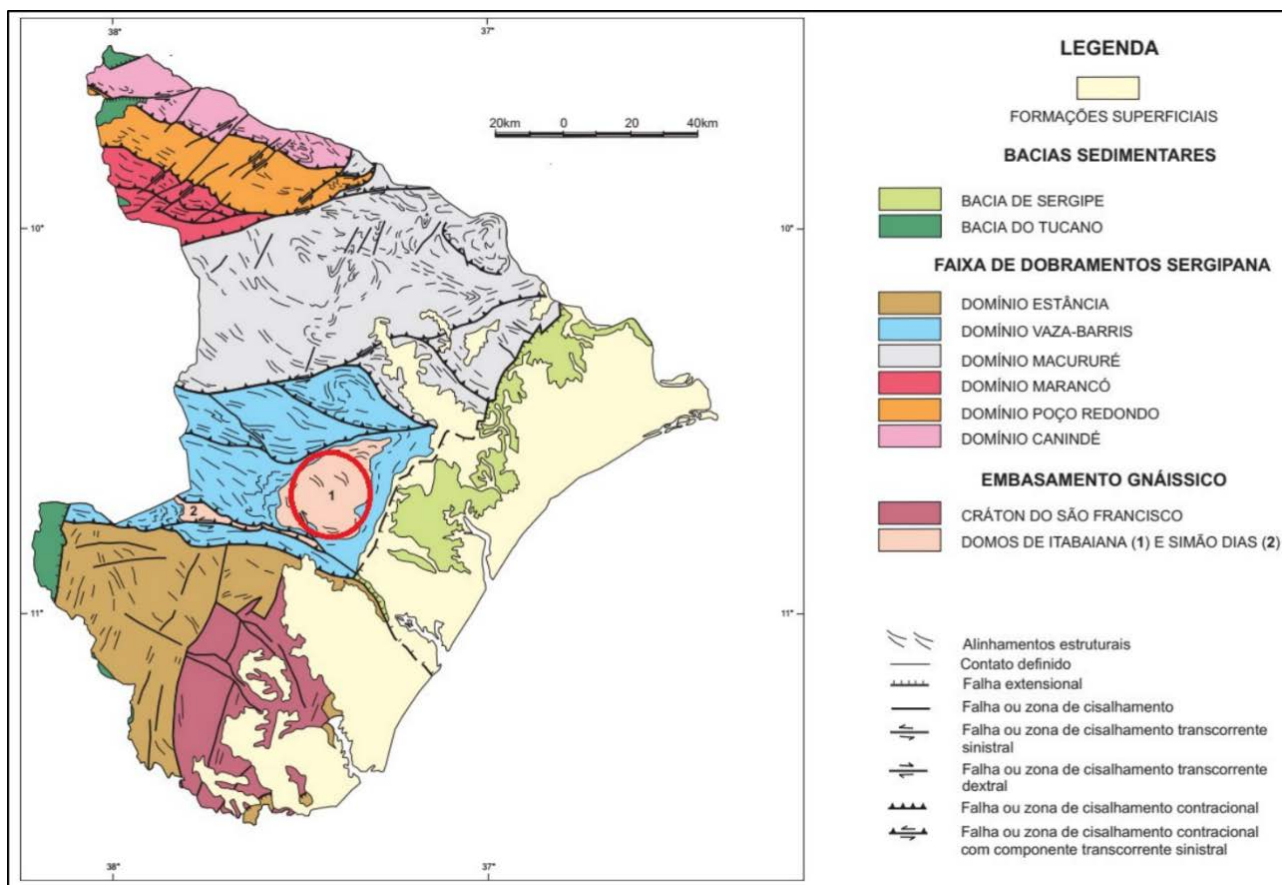 38°
37°
20km 0 20 40km
10°
10°
1
2
11°
11°
38°
37°
LEGENDA
FORMAÇÕES SUPERFICIAIS
BACIAS SEDIMENTARES
BACIA DE SERGIPE
BACIA DO TUCANO
FAIXA DE DOBRAMENTOS SERGIPANA
DOMÍNIO ESTÂNCIA
DOMÍNIO VAZA-BARRIS
DOMÍNIO MACURURÉ
DOMÍNIO MARANCÓ
DOMÍNIO POÇO REDONDO
DOMÍNIO CANINDÉ
EMBASAMENTO GNÁISSICO
CRÁTON DO SÃO FRANCISCO
DOMOS DE ITABAIANA (1) E SIMÃO DIAS (2)
Alinhamentos estruturais
Contato definido
Falha extensional
Falha ou zona de cisalhamento
Falha ou zona de cisalhamento transcorrente
sinistral
Falha ou zona de cisalhamento transcorrente
dextral
Falha ou zona de cisalhamento contracional
Falha ou zona de cisalhamento contracional
com componente transcorrente sinistral